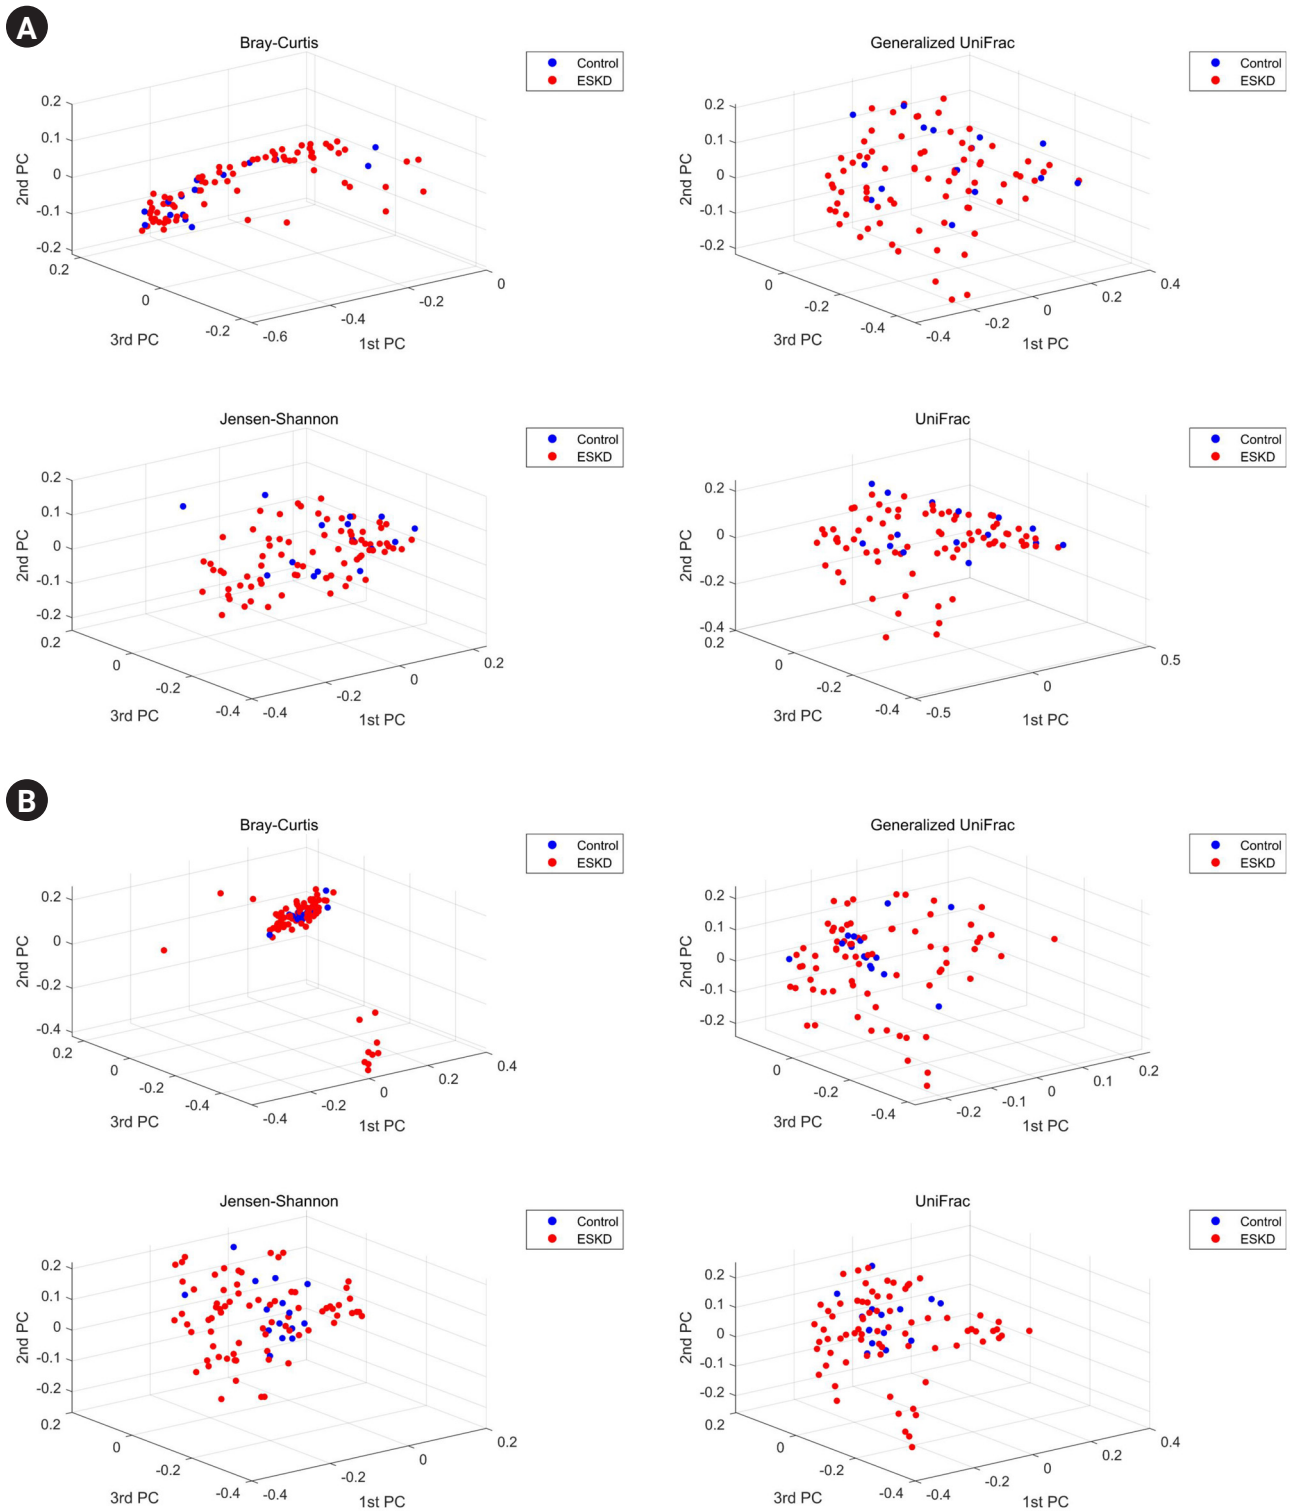 A
Bray-Curtis
Control
ESKD
0.2
0.1
0
-0.1
-0.2
2nd PC
0.2
0
-0.2
3rd PC
-0.6
-0.4
-0.2
0
1st PC
Generalized UniFrac
Control
ESKD
0.2
0.1
0
-0.1
-0.2
2nd PC
0
-0.2
-0.4
3rd PC
-0.4
-0.2
0
0.2
0.4
1st PC
Jensen-Shannon
Control
ESKD
0.2
0.1
0
-0.1
-0.2
2nd PC
0.2
0
-0.2
-0.4
3rd PC
-0.4
-0.2
0
0.2
1st PC
UniFrac
Control
ESKD
0.2
0
-0.2
-0.4
2nd PC
0.2
0
-0.2
-0.4
3rd PC
-0.5
0
0.5
1st PC
B
Bray-Curtis
Control
ESKD
0.2
0
-0.2
-0.4
2nd PC
0.2
0
-0.2
-0.4
3rd PC
-0.4
-0.2
0
0.2
0.4
1st PC
Generalized UniFrac
Control
ESKD
0.2
0.1
0
-0.1
-0.2
2nd PC
0
-0.2
-0.4
3rd PC
-0.2
-0.1
0
0.1
0.2
1st PC
Jensen-Shannon
Control
ESKD
0.2
0.1
0
-0.1
-0.2
2nd PC
0.2
0
-0.2
-0.4
3rd PC
-0.4
-0.2
0
0.2
1st PC
UniFrac
Control
ESKD
0.2
0.1
0
-0.1
-0.2
2nd PC
0.2
0
-0.2
-0.4
3rd PC
-0.4
-0.2
0
0.2
0.4
1st PC